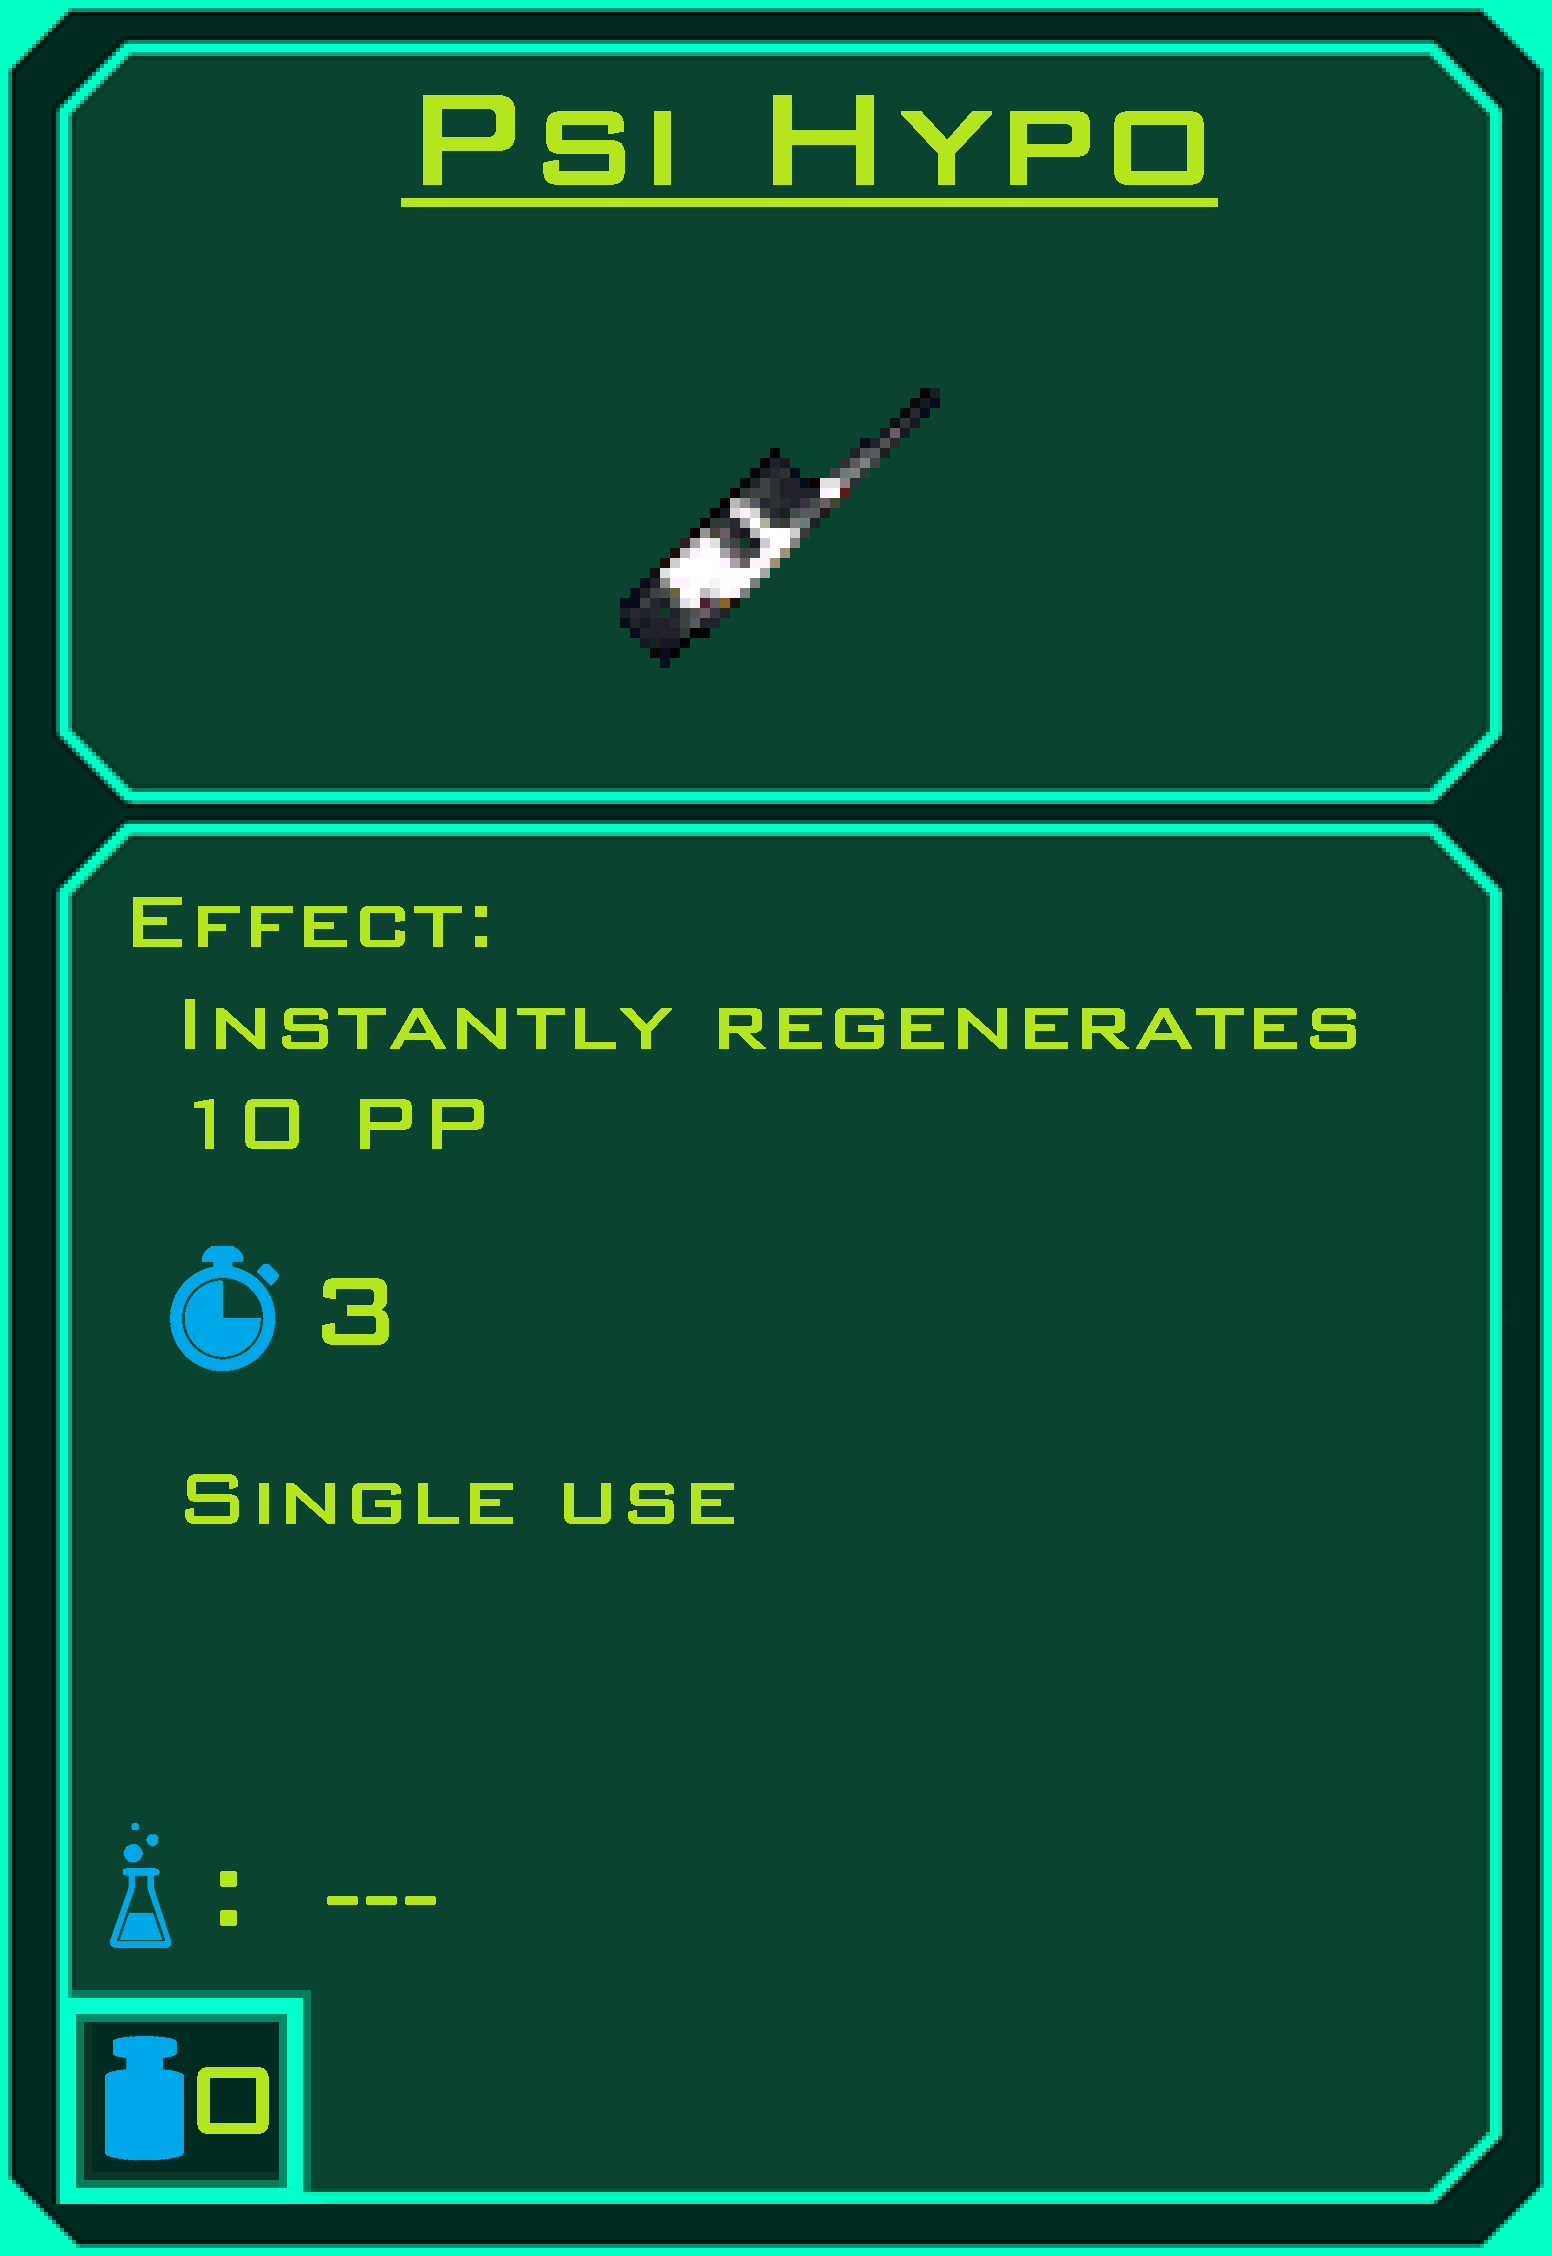 Psi Hypo
Effect:
Instantly regenerates
10 PP
3
Single use
: ---
0